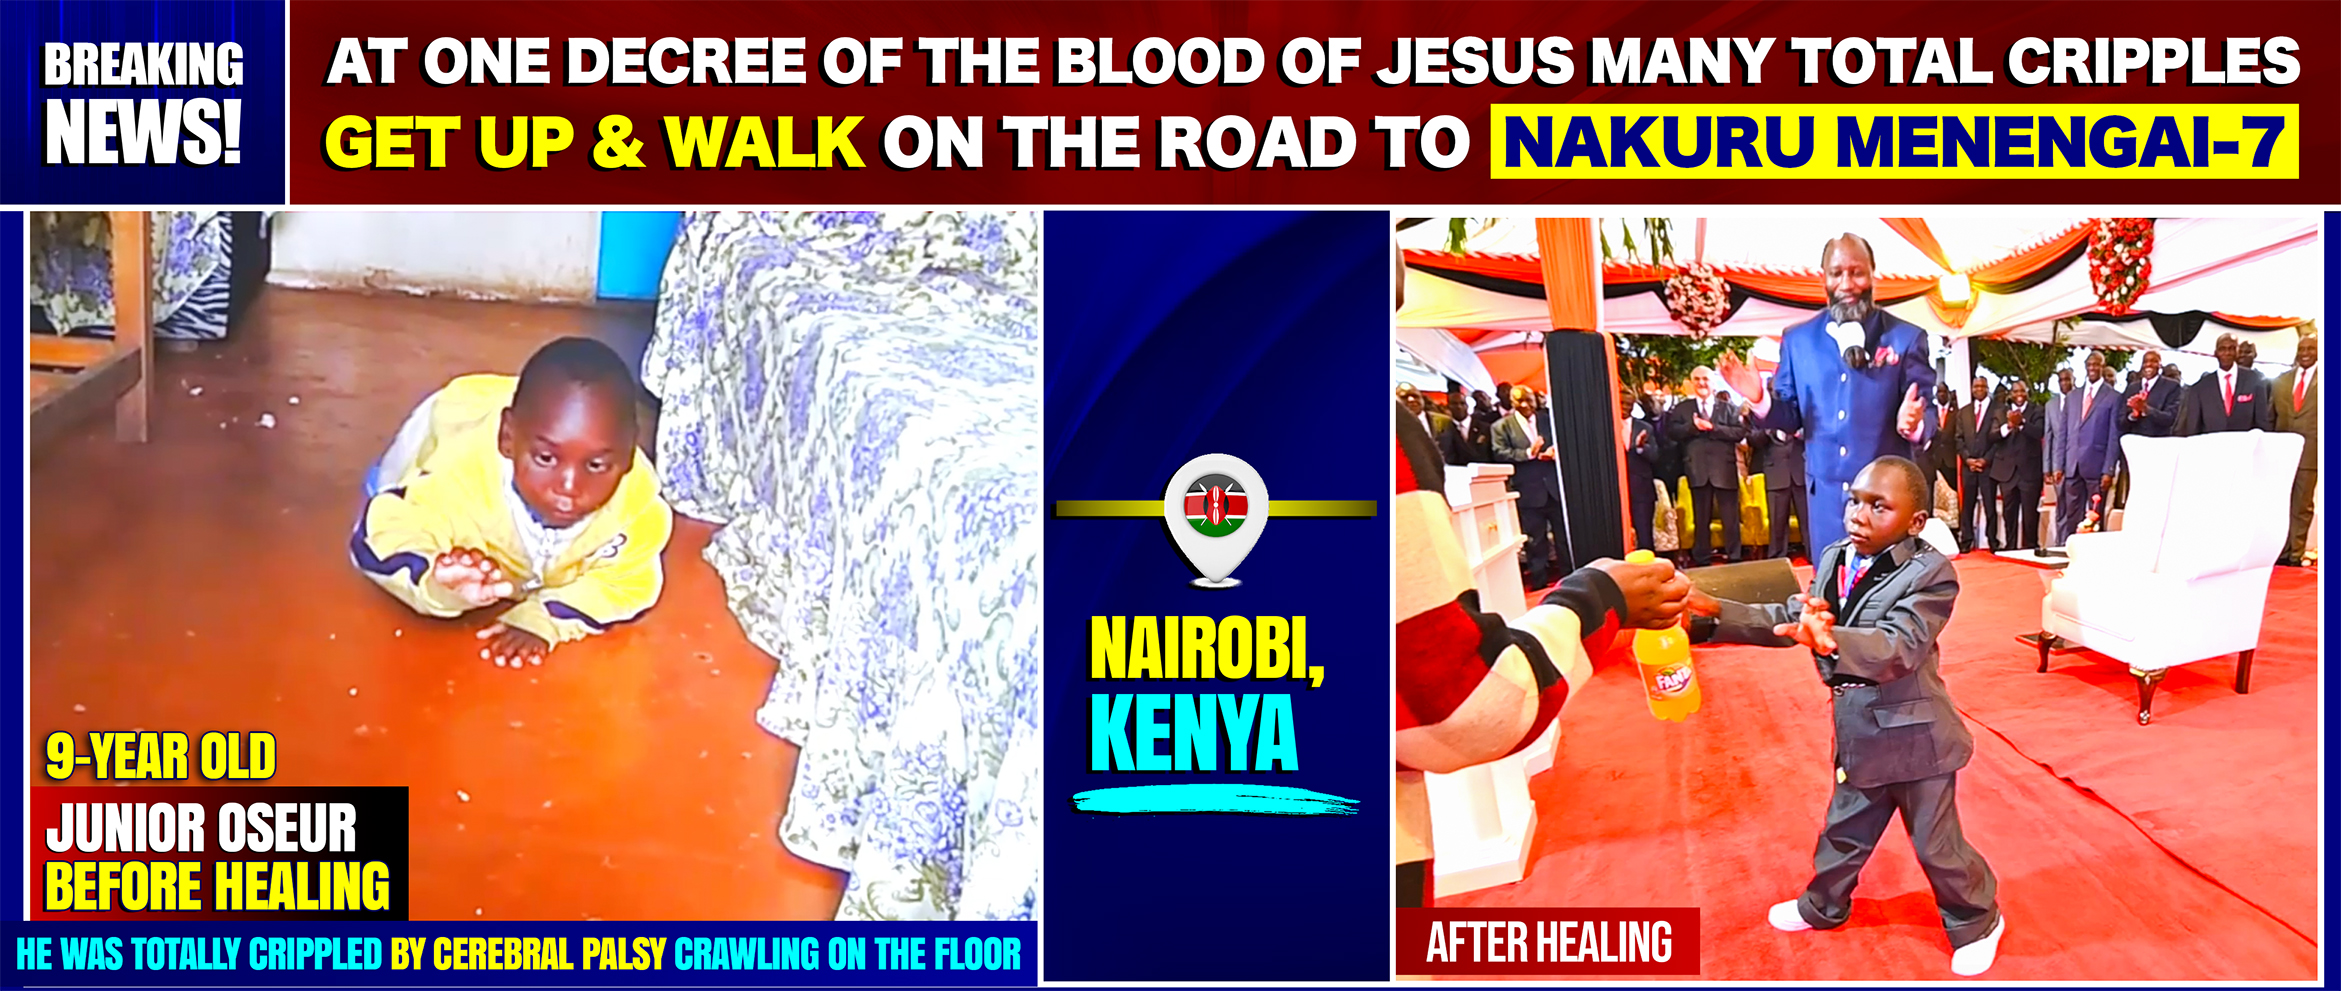 BREAKING
NEWS!
AT ONE DECREE OF THE BLOOD OF JESUS MANY TOTAL CRIPPLES
GET UP & WALK ON THE ROAD TO NAKURU MENENGAI-7
9-YEAR OLD
JUNIOR OSEUR
BEFORE HEALING
HE WAS TOTALLY CRIPPLED BY CEREBRAL PALSY CRAWLING ON THE FLOOR
NAIROBI,
KENYA
FANTA
AFTER HEALING